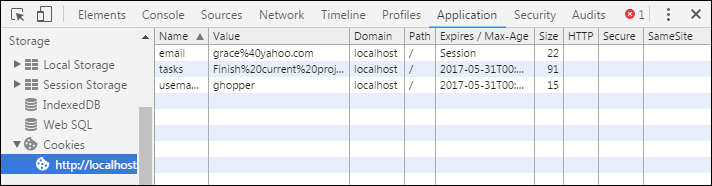 Elements Console Sources Network Timeline Profiles Application Security Audits 1
Storage
Local Storage
Session Storage
IndexedDB
Web SQL
Cookies
http://localhost
Name Value Domain Path Expires / Max-Age Size HTTP Secure SameSite
email grace%40yahoo.com localhost / Session 22
tasks Finish%20current%20proj... localhost / 2017-05-31T00:... 91
userna... ghopper localhost / 2017-05-31T00:... 15